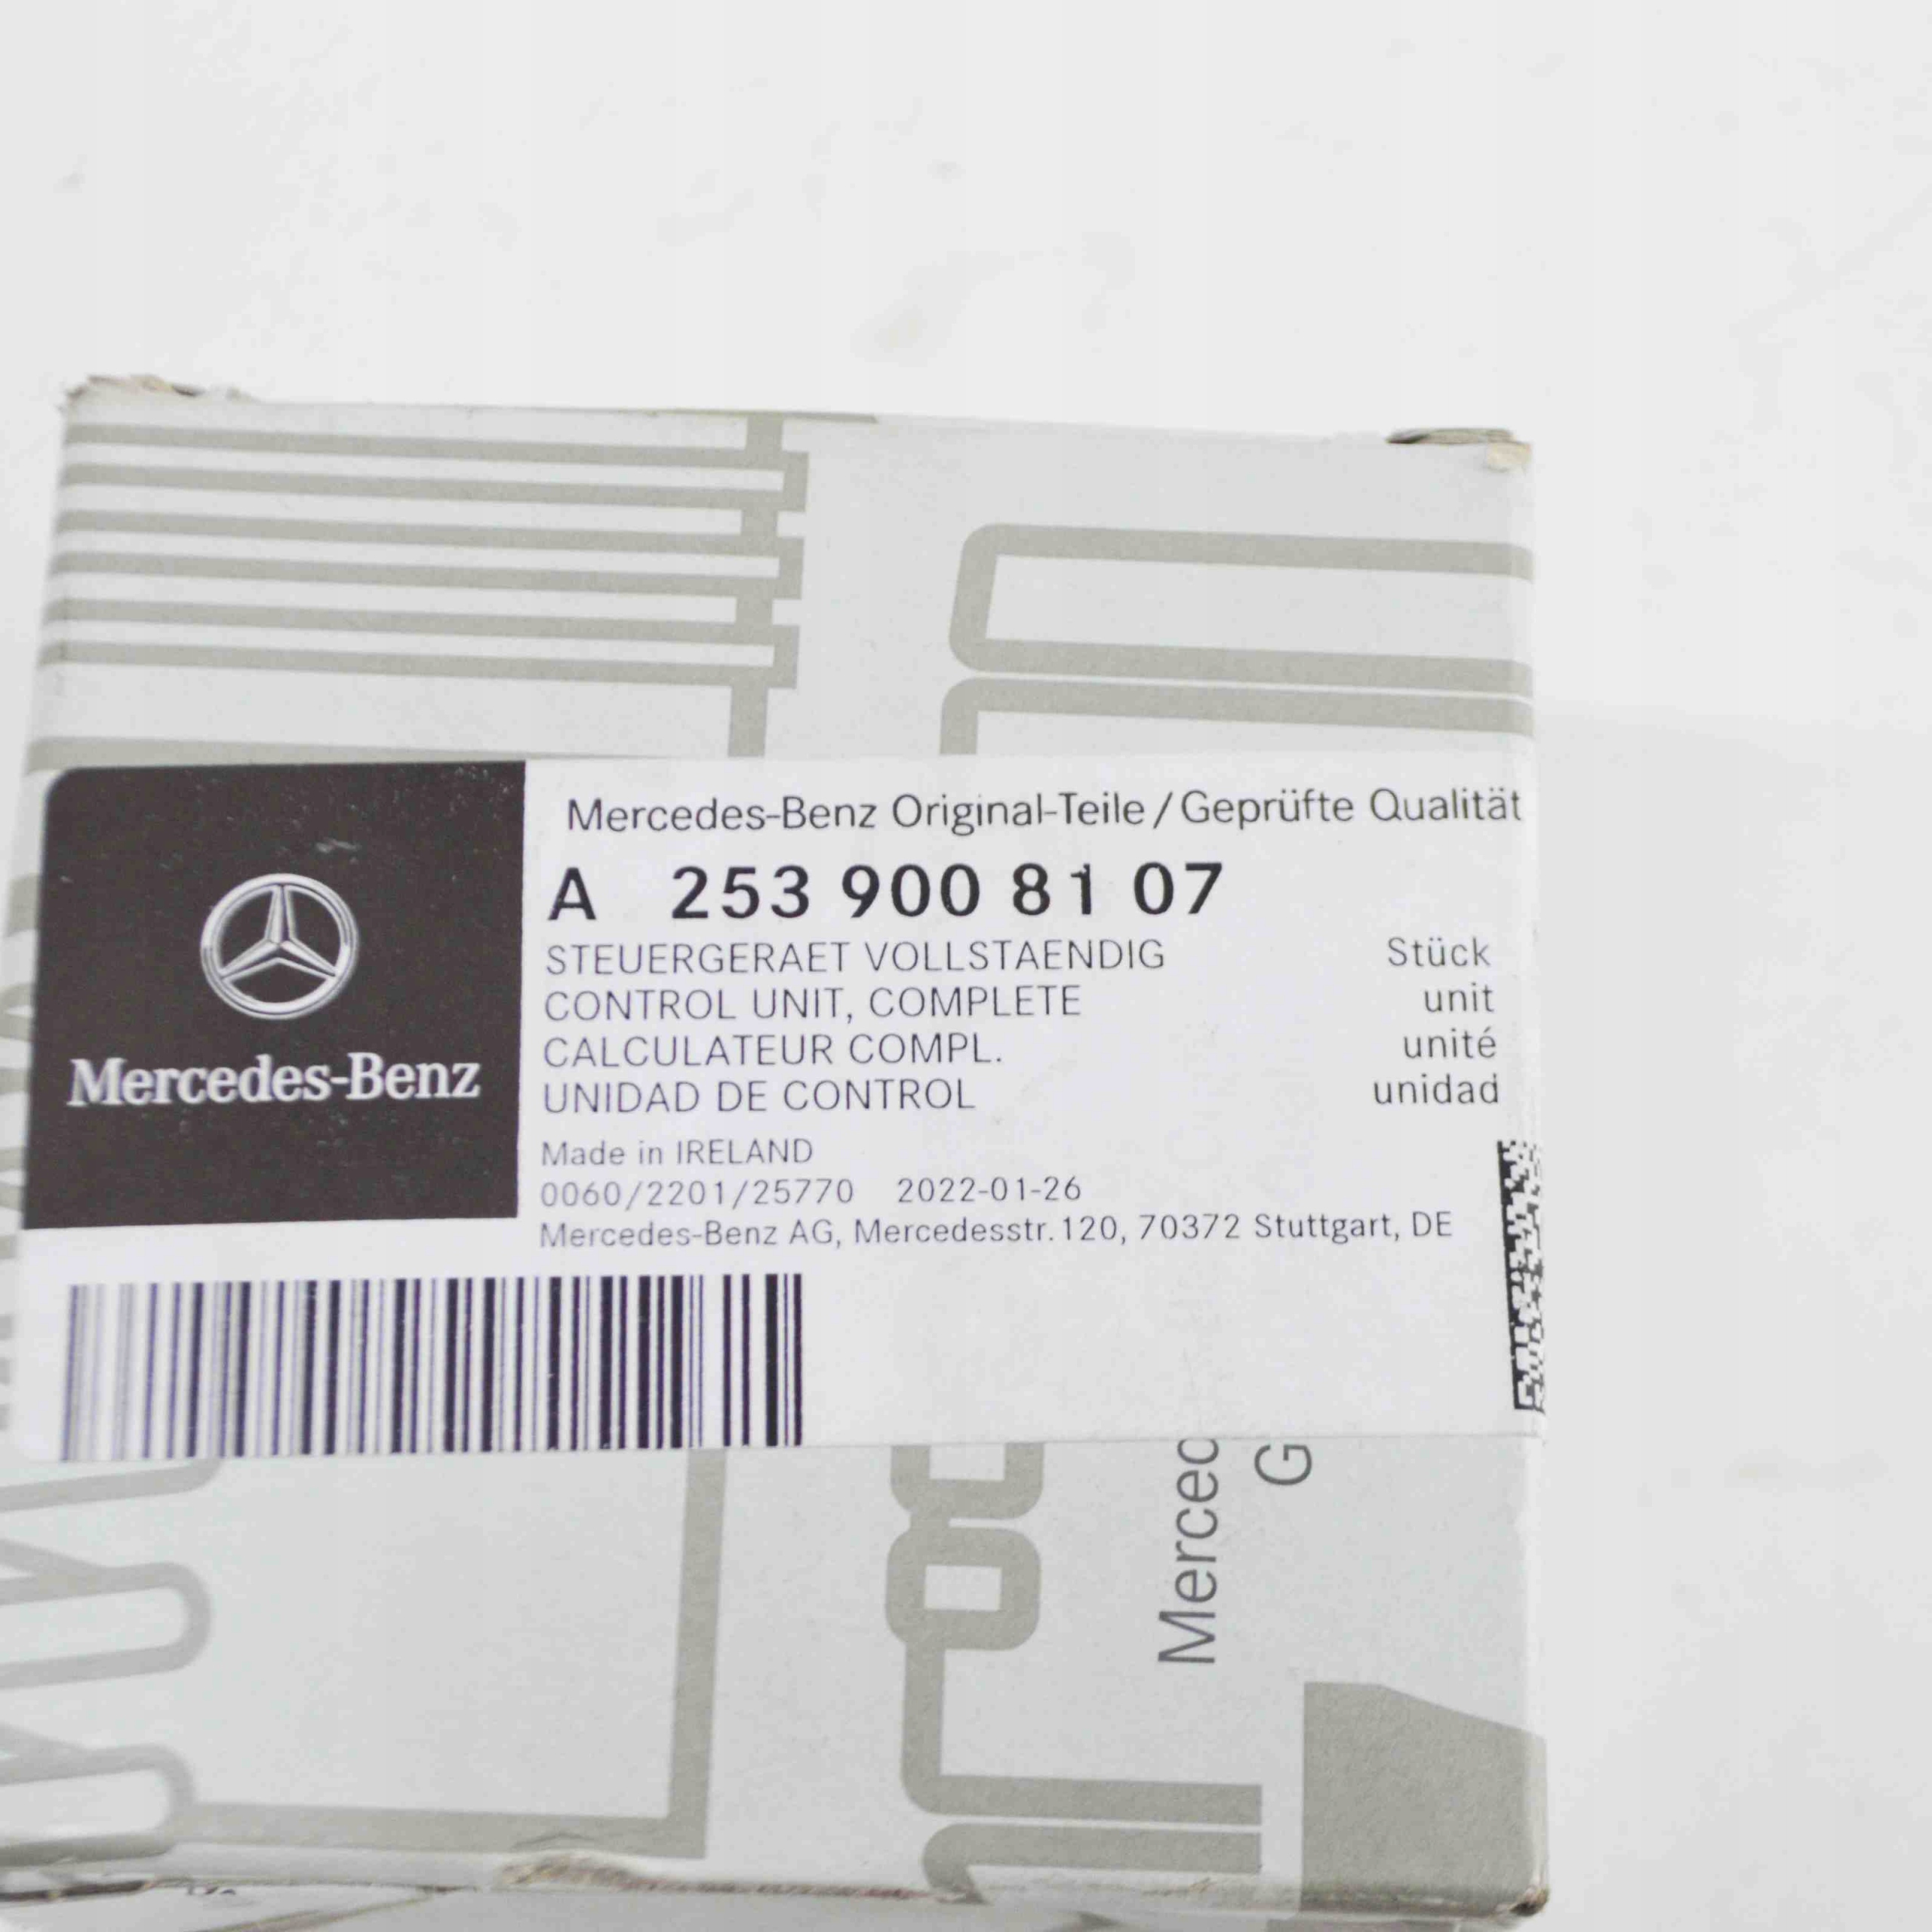 Mercedes-Benz Original-Teile / Geprüfte Qualität
A 253 900 81 07
STEUERGERAET VOLLSTAENDIG Stück
CONTROL UNIT, COMPLETE unit
CALCULATEUR COMPL. unité
UNIDAD DE CONTROL unidad
Made in IRELAND
0060/2201/25770 2022-01-26
Mercedes-Benz AG, Mercedesstr.120, 70372 Stuttgart, DE
Mercedes-Benz
Merced
G